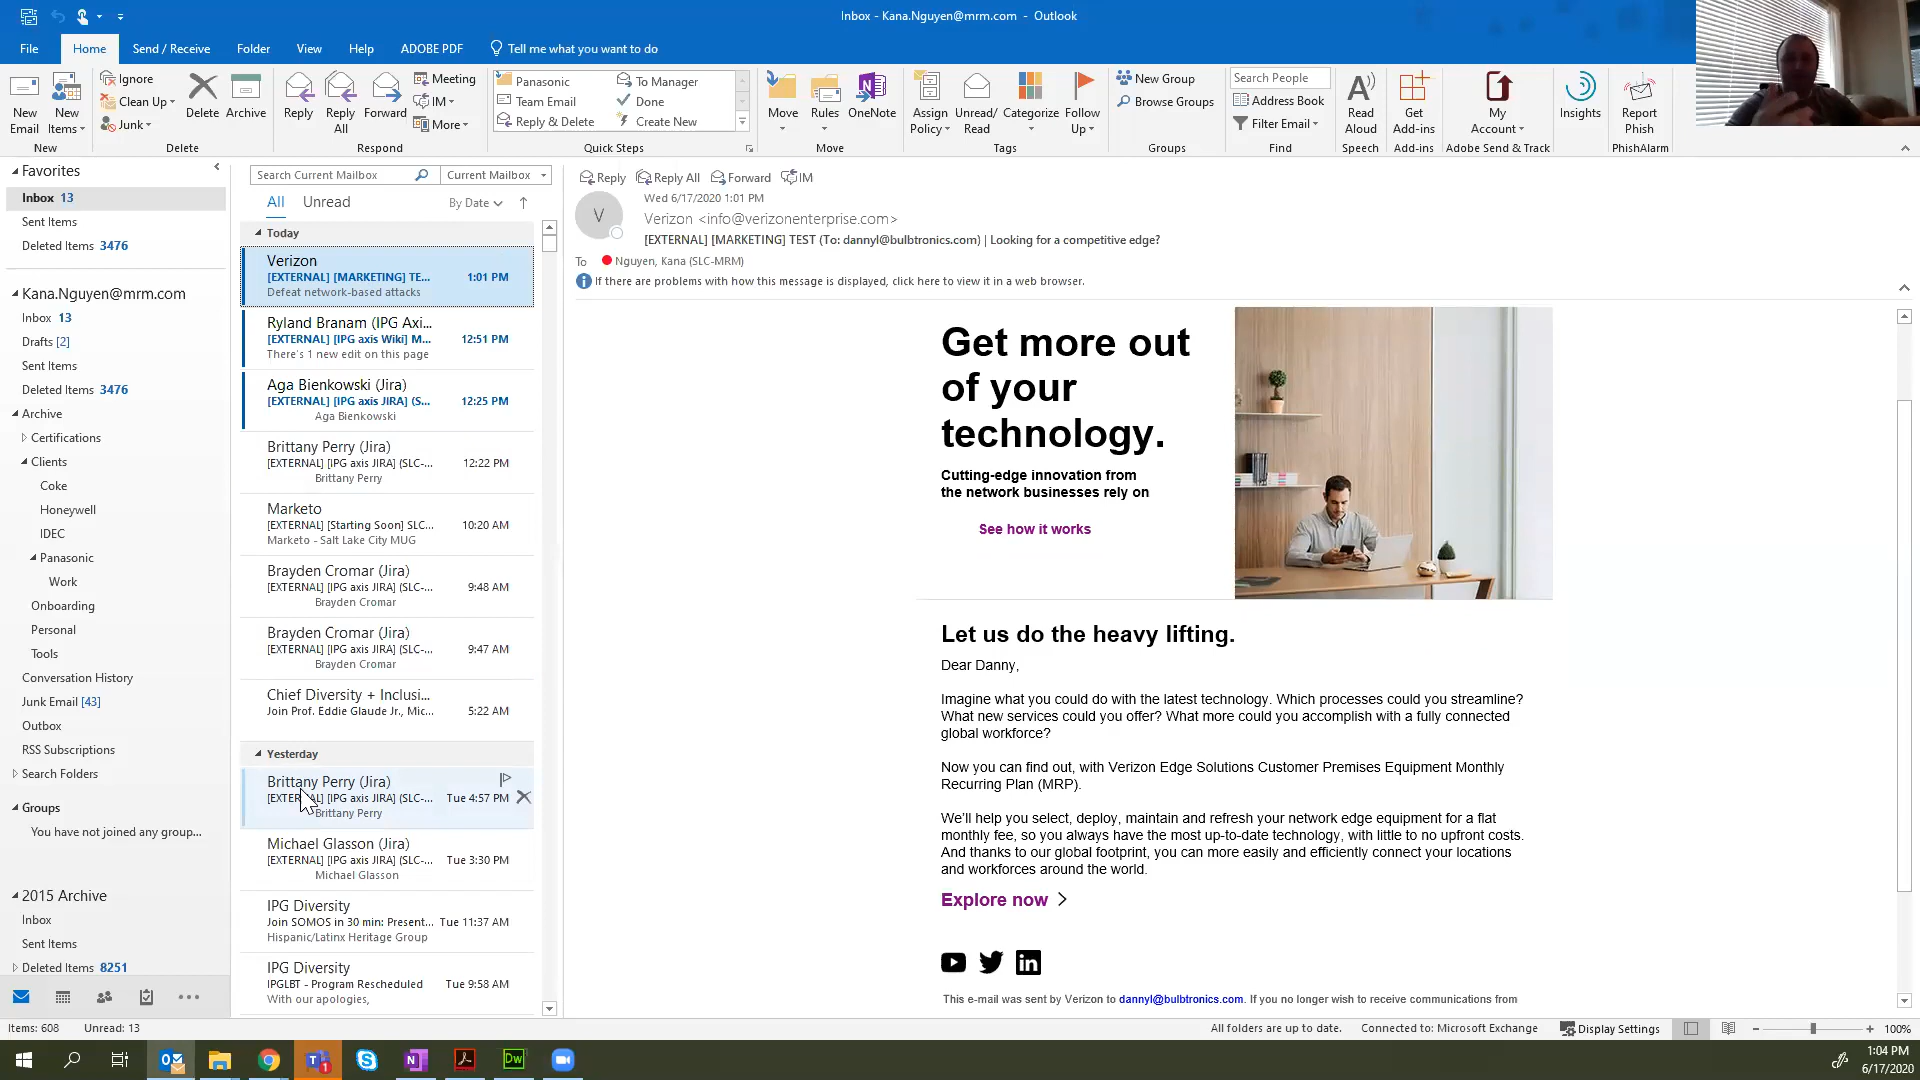 Inbox - Kana.Nguyen@mrm.com - Outlook
File Home Send / Receive Folder View Help ADOBE PDF Tell me what you want to do
New Email
New Items
New
Ignore
Clean Up
Junk
Delete
Archive
Delete
Reply
Reply All
Forward
Meeting
IM
More
Respond
Panasonic
Team Email
Reply & Delete
To Manager
Done
Create New
Quick Steps
Move
Rules
OneNote
Move
Assign Policy
Unread/ Read
Categorize
Follow Up
Tags
New Group
Browse Groups
Groups
Search People
Address Book
Filter Email
Find
Read Aloud
Speech
Get Add-ins
Add-ins
My Account
Adobe Send & Track
Insights
Report Phish
PhishAlarm
Favorites
Inbox 13
Sent Items
Deleted Items 3476
Kana.Nguyen@mrm.com
Inbox 13
Drafts [2]
Sent Items
Deleted Items 3476
Archive
Certifications
Clients
Coke
Honeywell
IDEC
Panasonic
Work
Onboarding
Personal
Tools
Conversation History
Junk Email [43]
Outbox
RSS Subscriptions
Search Folders
Groups
You have not joined any group...
2015 Archive
Inbox
Sent Items
Deleted Items 8251
Items: 608 Unread: 13
Search Current Mailbox Current Mailbox
All Unread By Date
Today
Verizon
[EXTERNAL] [MARKETING] TE... 1:01 PM
Defeat network-based attacks
Ryland Branam (IPG Axi...
[EXTERNAL] [IPG axis Wiki] M... 12:51 PM
There's 1 new edit on this page
Aga Bienkowski (Jira)
[EXTERNAL] [IPG axis JIRA] (S... 12:25 PM
Aga Bienkowski
Brittany Perry (Jira)
[EXTERNAL] [IPG axis JIRA] (SLC-... 12:22 PM
Brittany Perry
Marketo
[EXTERNAL] [Starting Soon] SLC... 10:20 AM
Marketo - Salt Lake City MUG
Brayden Cromar (Jira)
[EXTERNAL] [IPG axis JIRA] (SLC-... 9:48 AM
Brayden Cromar
Brayden Cromar (Jira)
[EXTERNAL] [IPG axis JIRA] (SLC-... 9:47 AM
Brayden Cromar
Chief Diversity + Inclusi...
Join Prof. Eddie Glaude Jr., Mic... 5:22 AM
Yesterday
Brittany Perry (Jira)
[IPG axis JIRA] (SLC-... Tue 4:57 PM
Brittany Perry
Michael Glasson (Jira)
[EXTERNAL] [IPG axis JIRA] (SLC-... Tue 3:30 PM
Michael Glasson
IPG Diversity
Join SOMOS in 30 min: Present... Tue 11:37 AM
Hispanic/Latinx Heritage Group
IPG Diversity
IPGLBT - Program Rescheduled Tue 9:58 AM
With our apologies,
Reply Reply All Forward IM
V
Wed 6/17/2020 1:01 PM
Verizon <info@verizonenterprise.com>
[EXTERNAL] [MARKETING] TEST (To: dannyl@bulbtronics.com) | Looking for a competitive edge?
To Nguyen, Kana (SLC-MRM)
If there are problems with how this message is displayed, click here to view it in a web browser.
Get more out
of your
technology.
Cutting-edge innovation from
the network businesses rely on
See how it works
Let us do the heavy lifting.
Dear Danny,
Imagine what you could do with the latest technology. Which processes could you streamline?
What new services could you offer? What more could you accomplish with a fully connected
global workforce?
Now you can find out, with Verizon Edge Solutions Customer Premises Equipment Monthly
Recurring Plan (MRP).
We'll help you select, deploy, maintain and refresh your network edge equipment for a flat
monthly fee, so you always have the most up-to-date technology, with little to no upfront costs.
And thanks to our global footprint, you can more easily and efficiently connect your locations
and workforces around the world.
Explore now
This e-mail was sent by Verizon to dannyl@bulbtronics.com. If you no longer wish to receive communications from
All folders are up to date. Connected to: Microsoft Exchange Display Settings 100%
1:04 PM
6/17/2020